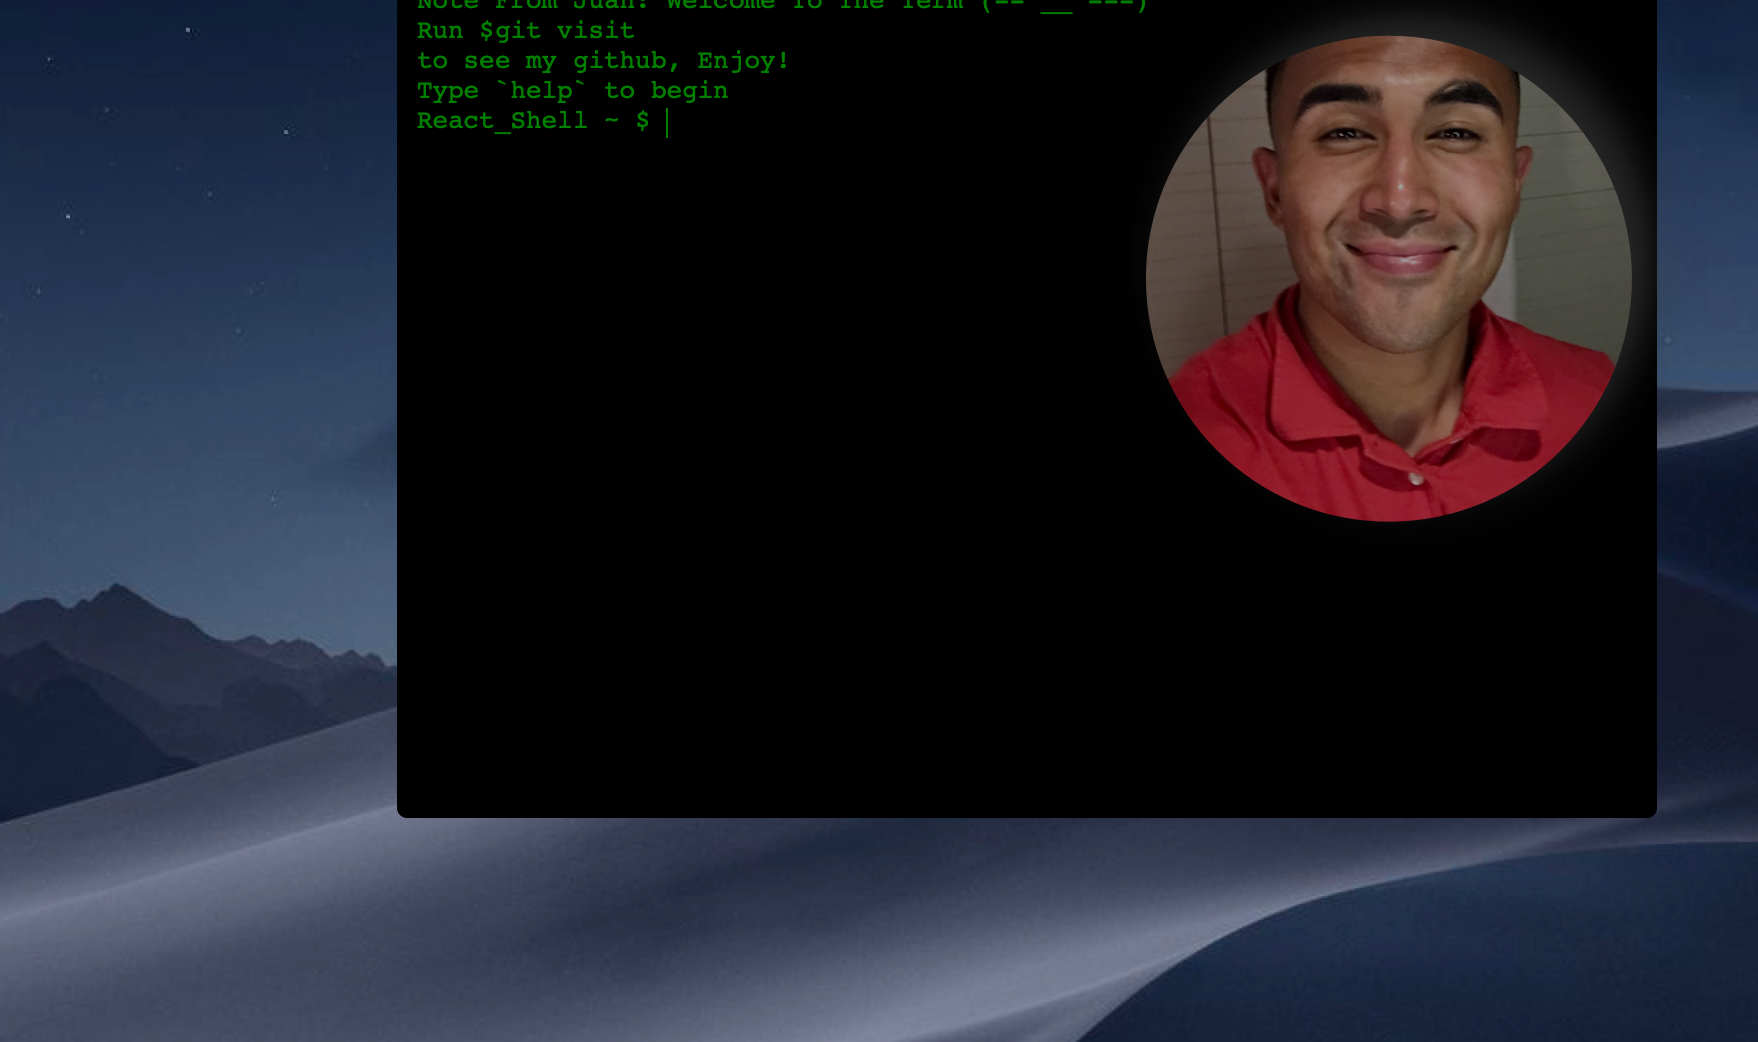 Note From Juan: Welcome To The Term (-- __ ---)
Run $git visit
to see my github, Enjoy!
Type `help` to begin
React_Shell ~ $